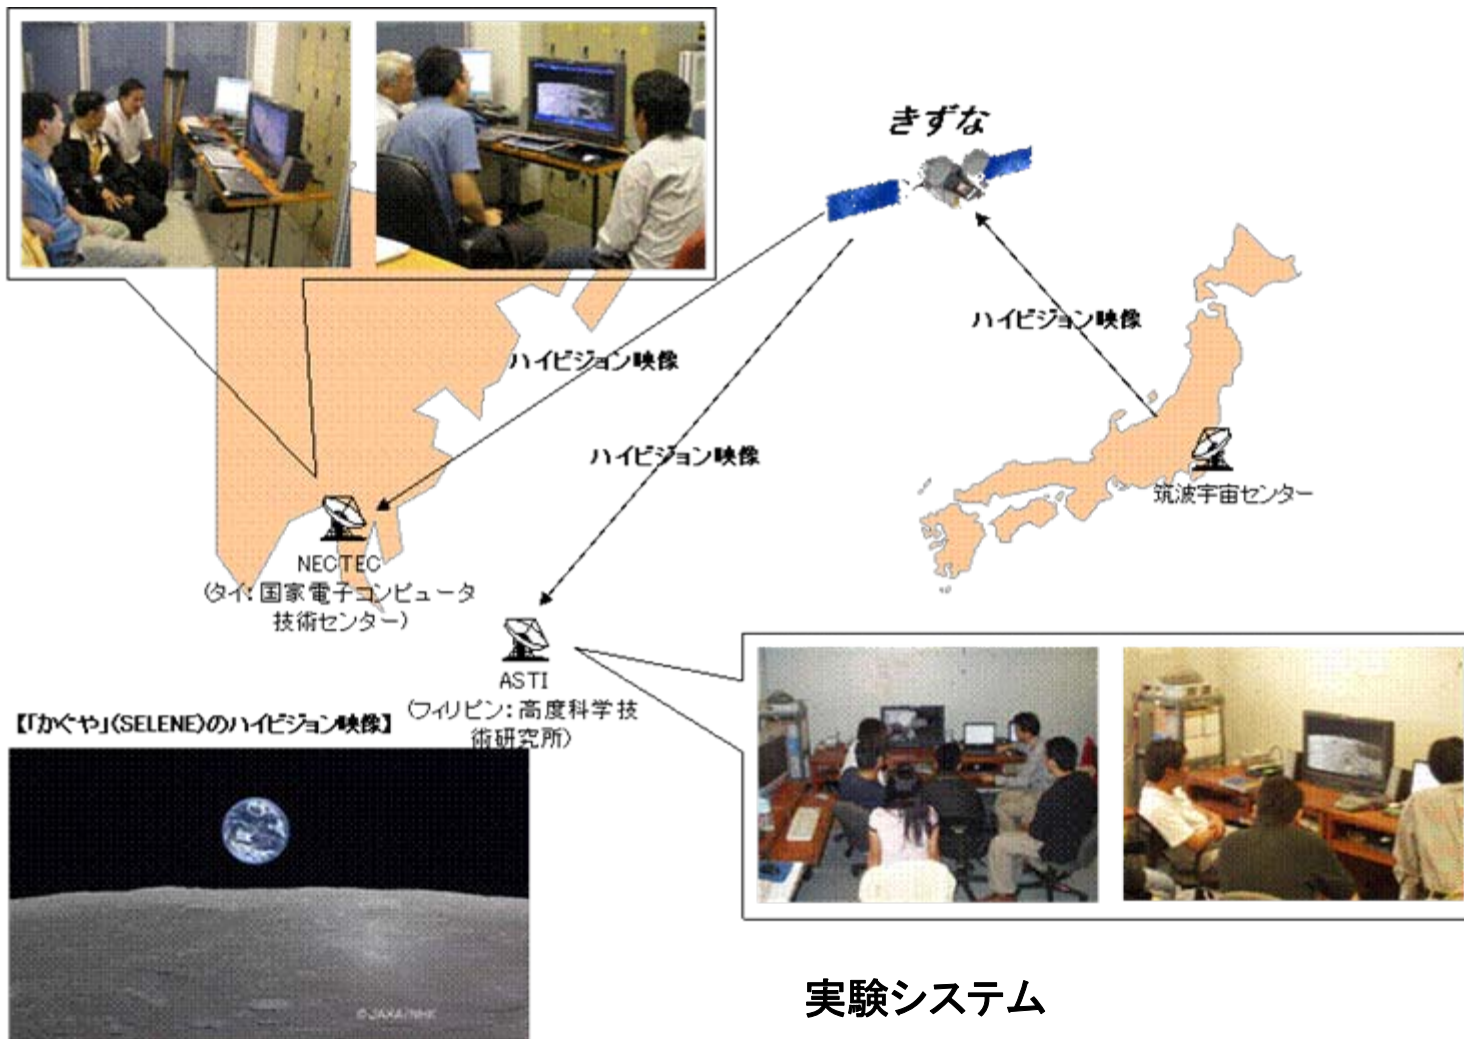 きずな
ハイビジョン映像
ハイビジョン映像
ハイビジョン映像
筑波宇宙センター
NECTEC
(タイ:国家電子コンピュータ
技術センター)
ASTI
(フィリピン:高度科学技
術研究所)
【「かぐや」(SELENE)のハイビジョン映像】
©JAXA/NHK
実験システム